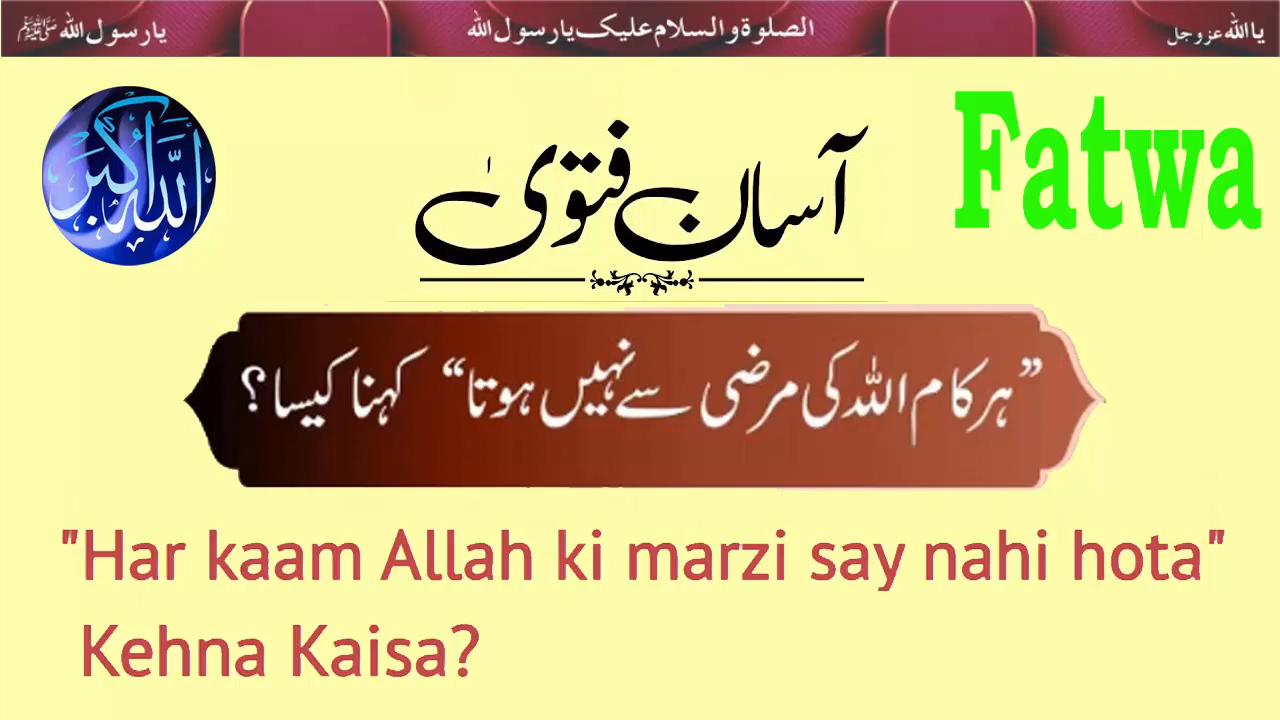 یا اللہ عزوجل الصلوۃ والسلام علیک یارسول اللہ یارسول اللہ ﷺ
اللہ اکبر
آسان فتویٰ
Fatwa
”ہر کام اللہ کی مرضی سے نہیں ہوتا“ کہنا کیسا؟
"Har kaam Allah ki marzi say nahi hota"
Kehna Kaisa?